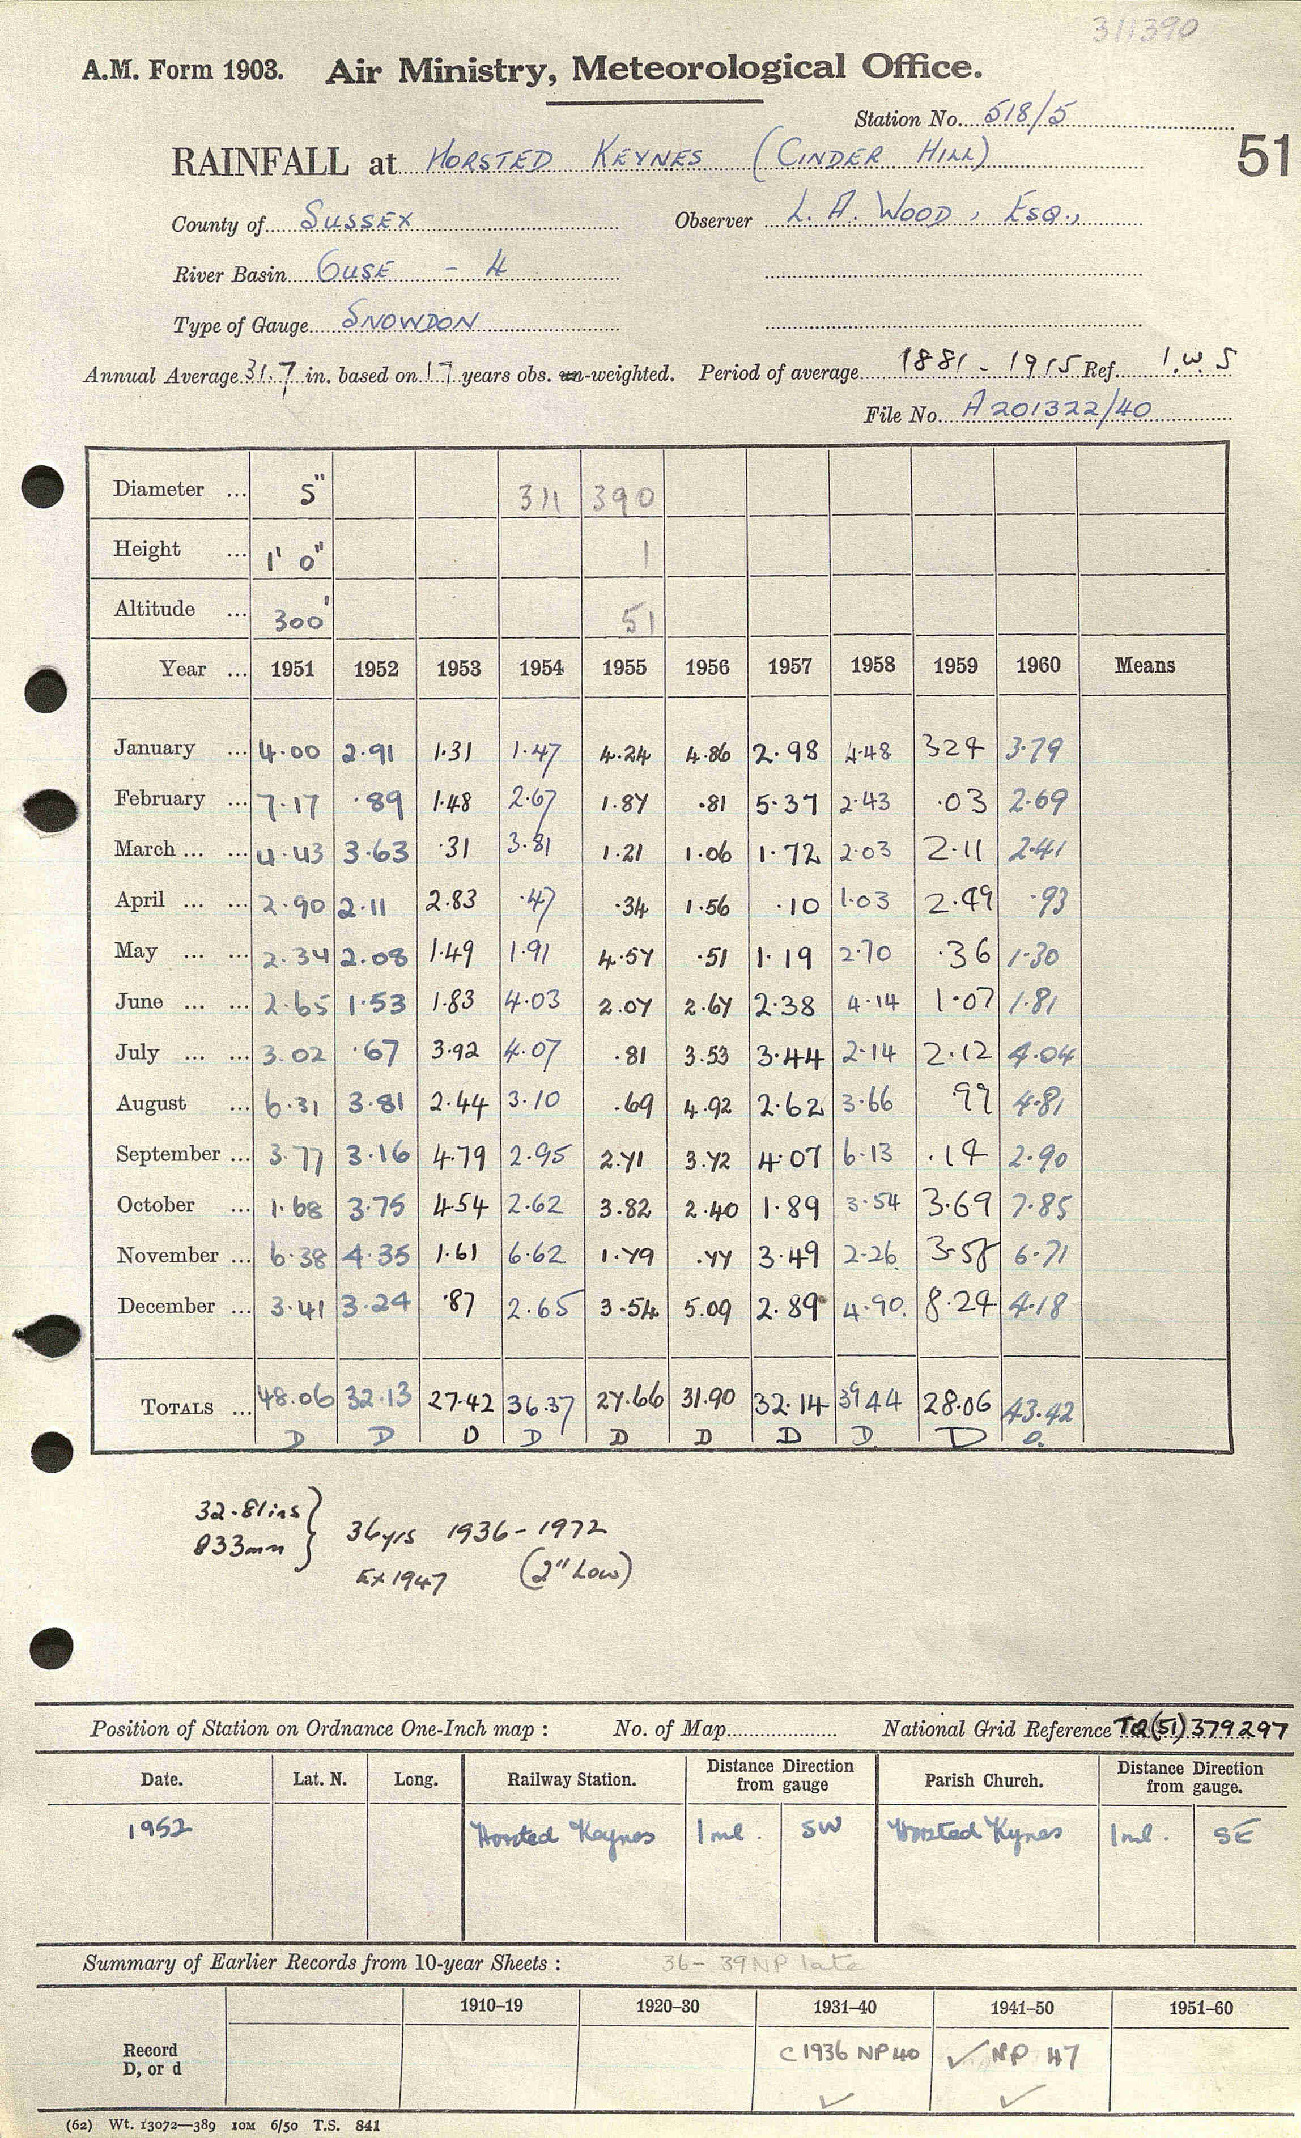 311390
A.M. Form 1903. Air Ministry, Meteorological Office.
Station No. 518/5
RAINFALL at HORSTED KEYNES (CINDER HILL)
51
County of SUSSEX Observer L. A. WOOD, ESQ.,
River Basin OUSE - 4
Type of Gauge SNOWDON
Annual Average 31.7 in. based on 17 years obs. un-weighted. Period of average 1881 - 1915 Ref. I.W.S
File No. A201322/40
Diameter ... 5" 311 390
Height ... 1' 0" 1
Altitude ... 300' 51
Year ... 1951 1952 1953 1954 1955 1956 1957 1958 1959 1960 Means
January ... 4.00 2.91 1.31 1.47 4.24 4.86 2.98 4.48 3 24 3.79
February ... 7.17 .89 1.48 2.67 1.87 .81 5.37 2.43 .03 2.69
March ... ... 4.43 3.63 .31 3.81 1.21 1.06 1.72 2.03 2.11 2.41
April ... ... 2.90 2.11 2.83 .47 .34 1.56 .10 1.03 2.49 .93
May ... ... 2.34 2.08 1.49 1.91 4.57 .51 1.19 2.70 .36 1.30
June ... ... 2.65 1.53 1.83 4.03 2.07 2.67 2.38 4.14 1.07 1.81
July ... ... 3.02 .67 3.92 4.07 .81 3.53 3.44 2.14 2.12 4.04
August ... 6.31 3.81 2.44 3.10 .69 4.92 2.62 3.66 99 4.81
September ... 3.77 3.16 4.79 2.95 2.71 3.72 4.07 6.13 .14 2.90
October ... 1.68 3.75 4.54 2.62 3.82 2.40 1.89 3.54 3.69 7.85
November ... 6.38 4.35 1.61 6.62 1.79 .77 3.49 2.26 3.58 6.71
December ... 3.41 3.24 .87 2.65 3.54 5.09 2.89 4.90. 8.24 4.18
TOTALS ... 48.06 32.13 27.42 36.37 27.66 31.90 32.14 39 44 28.06 43.42
D D D D D D D D D D.
32.81ins } 36yrs 1936 - 1972
833mm Ex 1947 (2" Low)
Position of Station on Ordnance One-Inch map : No. of Map National Grid Reference TQ(51)379297
Date. Lat. N. Long. Railway Station. Distance Direction from gauge Parish Church. Distance Direction from gauge.
1952 Horsted Keynes 1 ml. SW Horsted Kynes 1ml. SE
Summary of Earlier Records from 10-year Sheets : 36 - 39 NP late
1910–19 1920–30 1931–40 1941–50 1951–60
Record D, or d C 1936 NP 40 ✓ NP 47
✓ ✓
(62) Wt. 13072—389 10M 6/50 T.S. 841